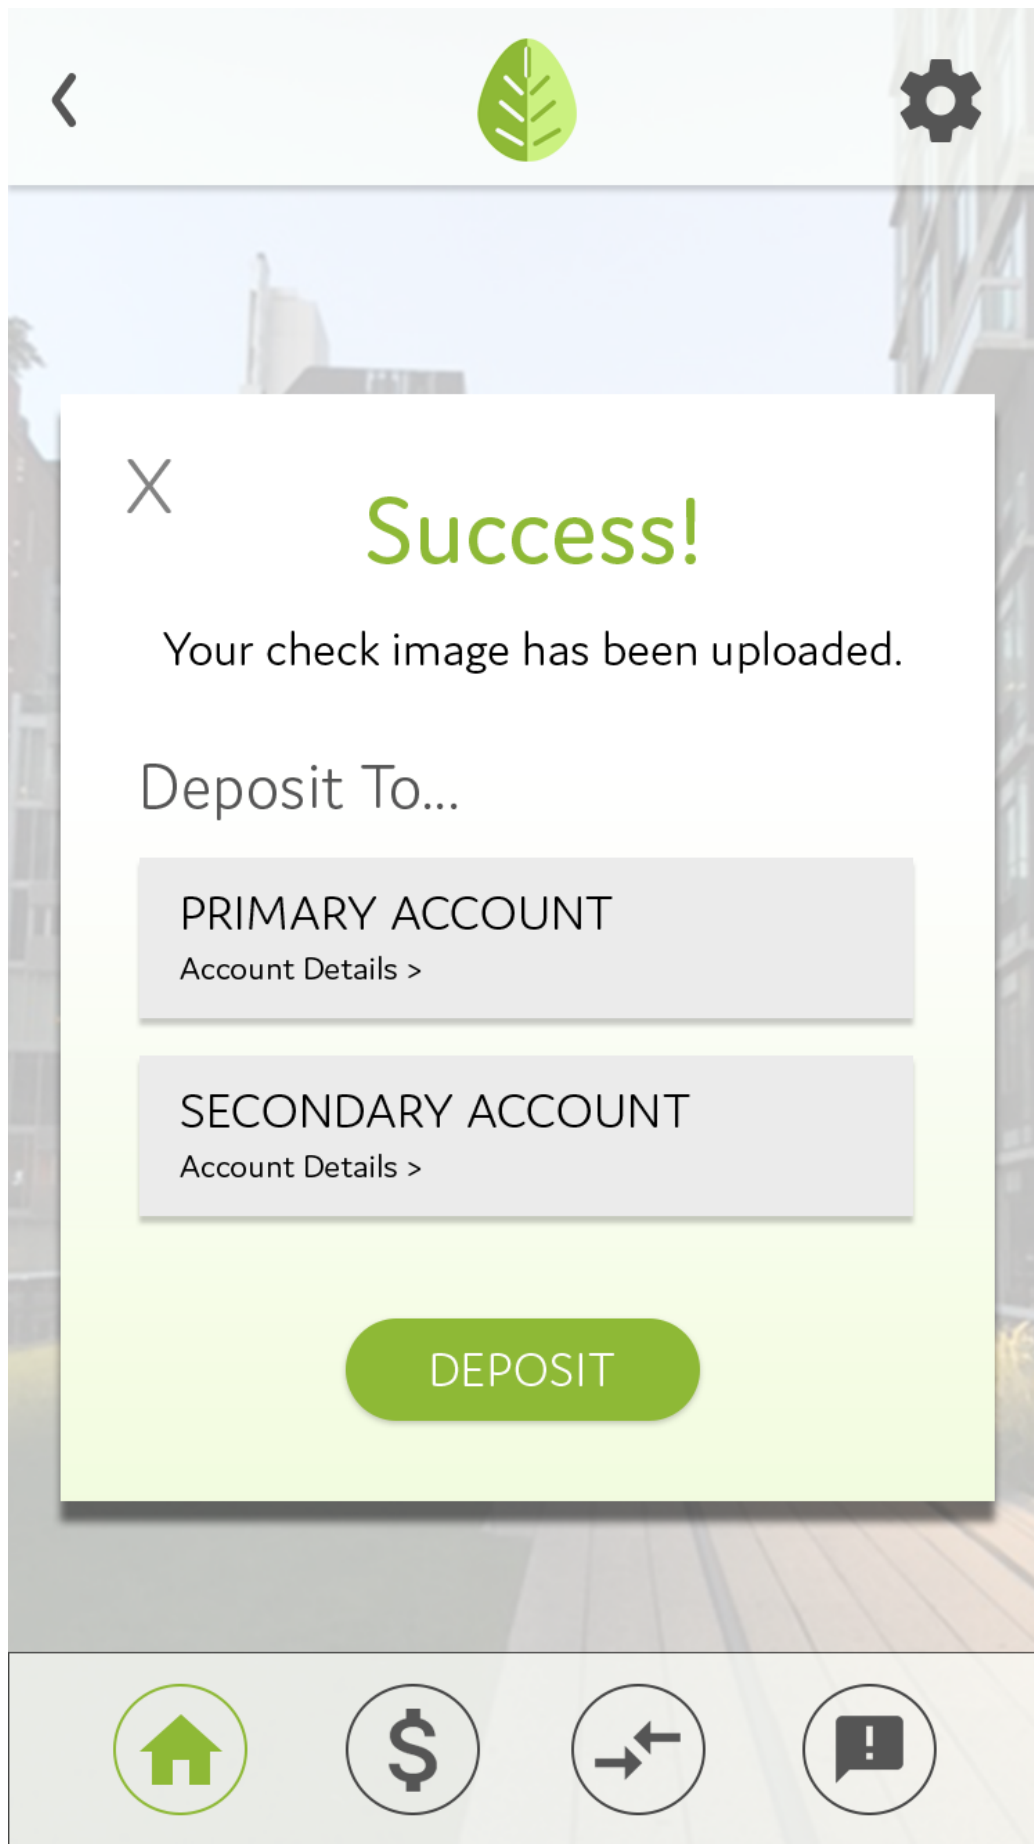 X
Success!
Your check image has been uploaded.
Deposit To...
PRIMARY ACCOUNT
Account Details >
SECONDARY ACCOUNT
Account Details >
DEPOSIT